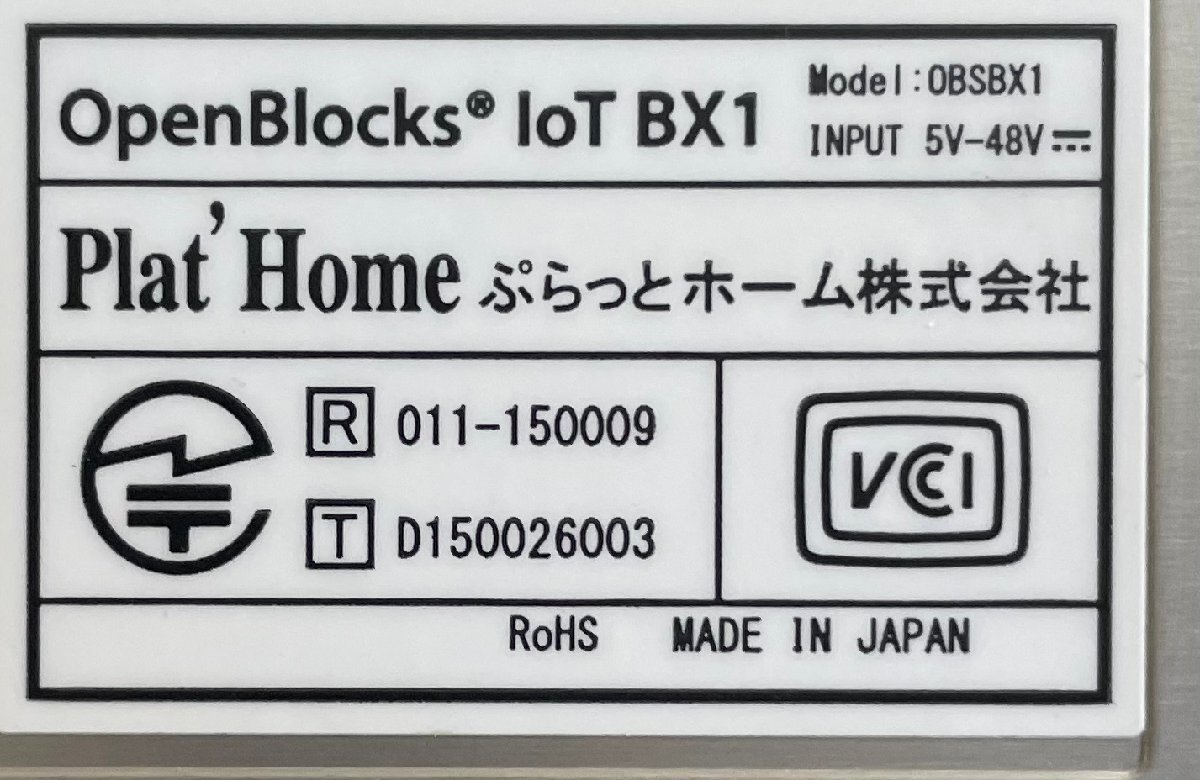 OpenBlocks® IoT BX1
Model:OBSBX1
INPUT 5V-48V⎓
Plat'Home ぷらっとホーム株式会社
R 011-150009
T D150026003
VCCI
RoHS MADE IN JAPAN